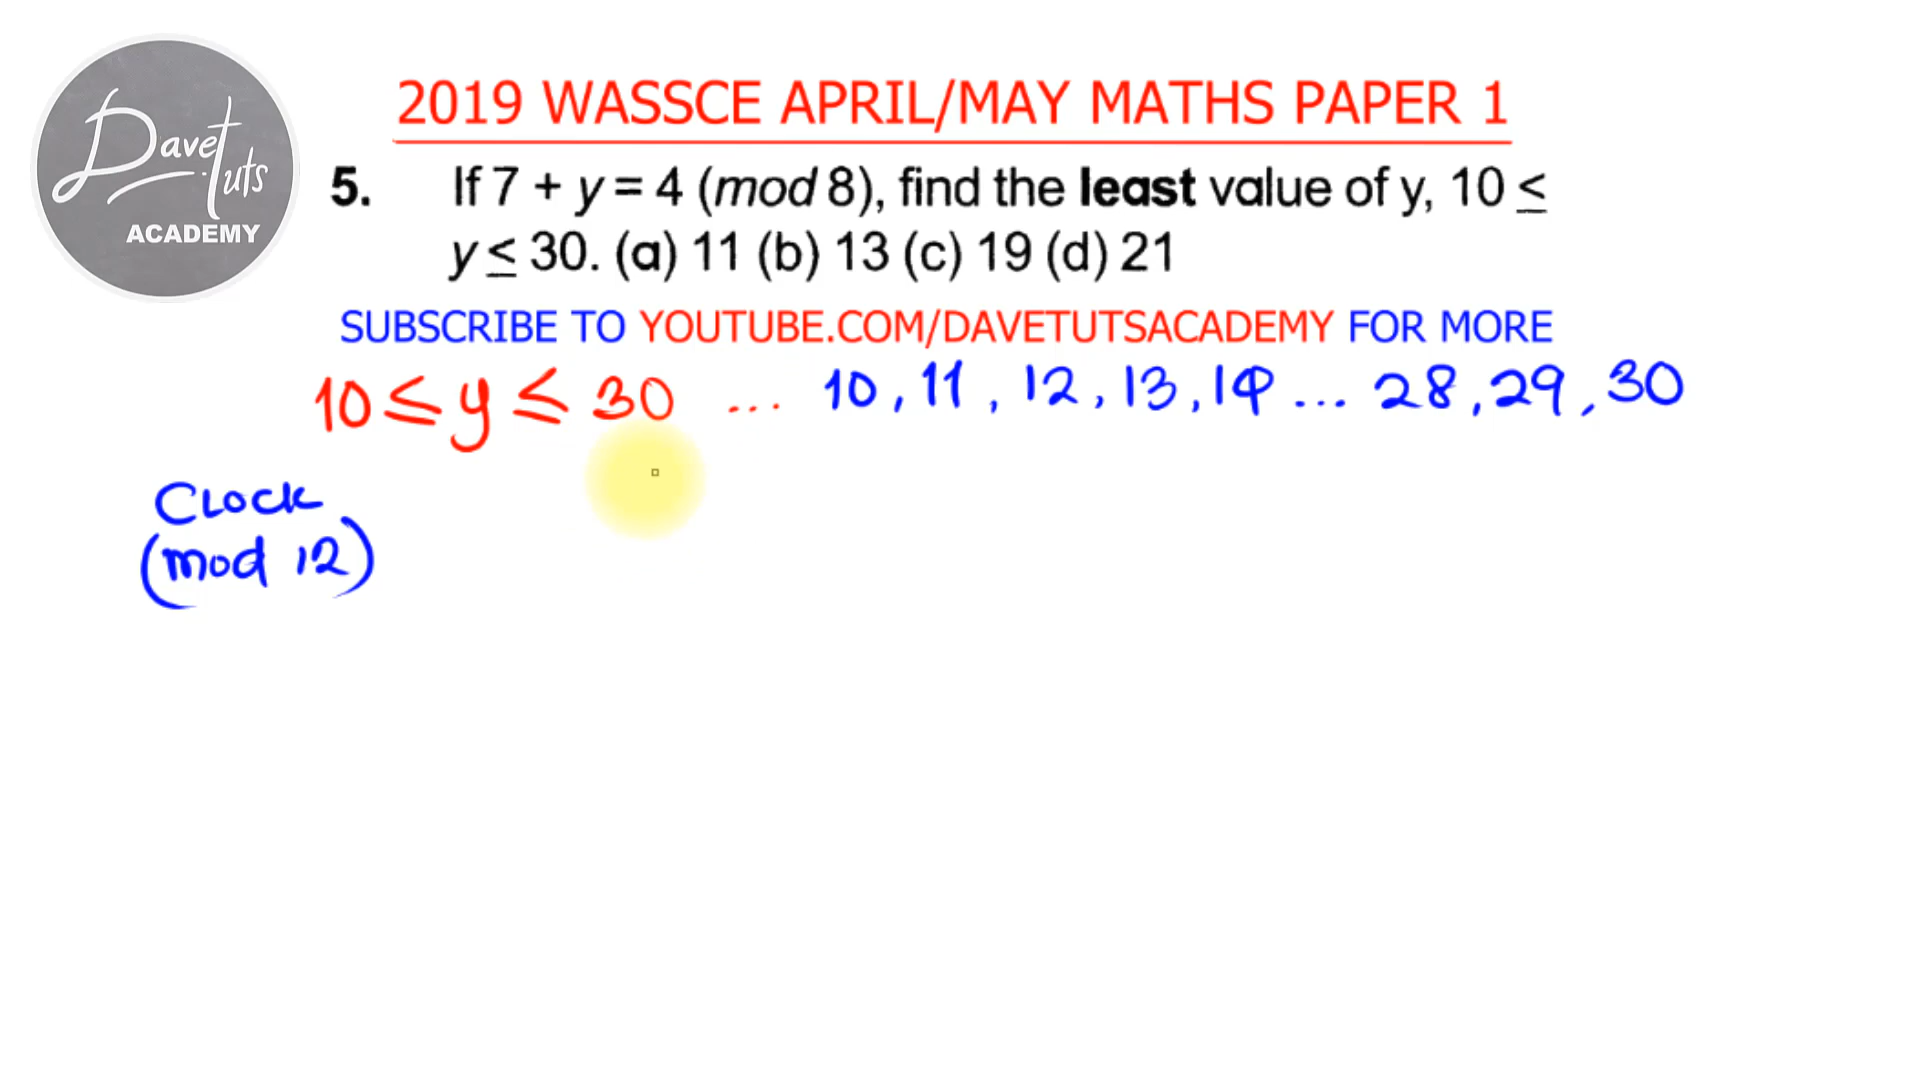 Dave Tuts
ACADEMY
2019 WASSCE APRIL/MAY MATHS PAPER 1
5. If 7 + y = 4 (mod 8), find the least value of y, 10 ≤
y ≤ 30. (a) 11 (b) 13 (c) 19 (d) 21
SUBSCRIBE TO YOUTUBE.COM/DAVETUTSACADEMY FOR MORE
10 ≤ y ≤ 30 ... 10, 11, 12, 13, 14 ... 28, 29, 30
CLOCK
(mod 12)